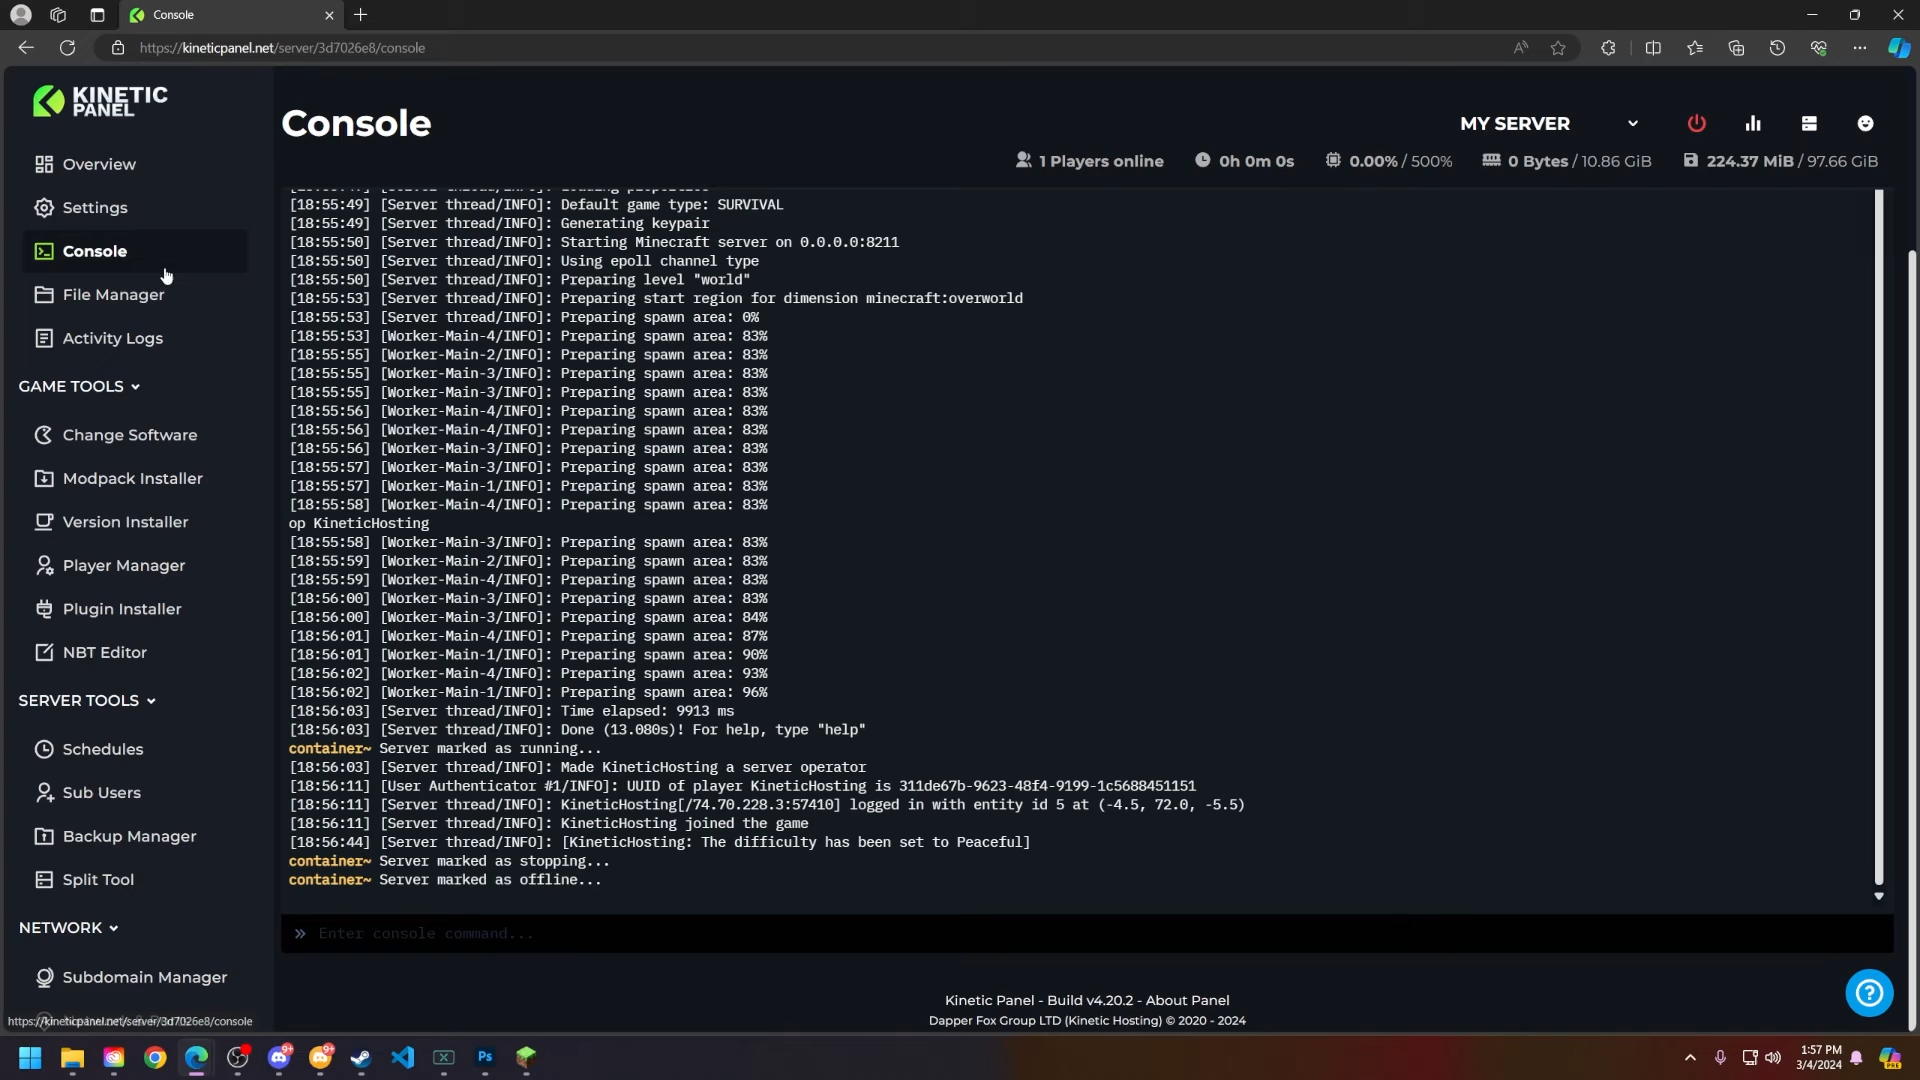 Console
https://kineticpanel.net/server/3d7026e8/console
KINETIC
PANEL
Overview
Settings
Console
File Manager
Activity Logs
GAME TOOLS
Change Software
Modpack Installer
Version Installer
Player Manager
Plugin Installer
NBT Editor
SERVER TOOLS
Schedules
Sub Users
Backup Manager
Split Tool
NETWORK
Subdomain Manager
https://kineticpanel.net/server/3d7026e8/console
Console
MY SERVER
1 Players online
0h 0m 0s
0.00% / 500%
0 Bytes / 10.86 GiB
224.37 MiB / 97.66 GiB
[18:55:49] [Server thread/INFO]: Default game type: SURVIVAL
[18:55:49] [Server thread/INFO]: Generating keypair
[18:55:50] [Server thread/INFO]: Starting Minecraft server on 0.0.0.0:8211
[18:55:50] [Server thread/INFO]: Using epoll channel type
[18:55:50] [Server thread/INFO]: Preparing level "world"
[18:55:53] [Server thread/INFO]: Preparing start region for dimension minecraft:overworld
[18:55:53] [Server thread/INFO]: Preparing spawn area: 0%
[18:55:53] [Worker-Main-4/INFO]: Preparing spawn area: 83%
[18:55:55] [Worker-Main-2/INFO]: Preparing spawn area: 83%
[18:55:55] [Worker-Main-3/INFO]: Preparing spawn area: 83%
[18:55:55] [Worker-Main-3/INFO]: Preparing spawn area: 83%
[18:55:56] [Worker-Main-4/INFO]: Preparing spawn area: 83%
[18:55:56] [Worker-Main-4/INFO]: Preparing spawn area: 83%
[18:55:56] [Worker-Main-3/INFO]: Preparing spawn area: 83%
[18:55:57] [Worker-Main-3/INFO]: Preparing spawn area: 83%
[18:55:57] [Worker-Main-1/INFO]: Preparing spawn area: 83%
[18:55:58] [Worker-Main-4/INFO]: Preparing spawn area: 83%
op KineticHosting
[18:55:58] [Worker-Main-3/INFO]: Preparing spawn area: 83%
[18:55:59] [Worker-Main-2/INFO]: Preparing spawn area: 83%
[18:55:59] [Worker-Main-4/INFO]: Preparing spawn area: 83%
[18:56:00] [Worker-Main-3/INFO]: Preparing spawn area: 83%
[18:56:00] [Worker-Main-3/INFO]: Preparing spawn area: 84%
[18:56:01] [Worker-Main-4/INFO]: Preparing spawn area: 87%
[18:56:01] [Worker-Main-1/INFO]: Preparing spawn area: 90%
[18:56:02] [Worker-Main-4/INFO]: Preparing spawn area: 93%
[18:56:02] [Worker-Main-1/INFO]: Preparing spawn area: 96%
[18:56:03] [Server thread/INFO]: Time elapsed: 9913 ms
[18:56:03] [Server thread/INFO]: Done (13.080s)! For help, type "help"
container~ Server marked as running...
[18:56:03] [Server thread/INFO]: Made KineticHosting a server operator
[18:56:11] [User Authenticator #1/INFO]: UUID of player KineticHosting is 311de67b-9623-48f4-9199-1c5688451151
[18:56:11] [Server thread/INFO]: KineticHosting[/74.70.228.3:57410] logged in with entity id 5 at (-4.5, 72.0, -5.5)
[18:56:11] [Server thread/INFO]: KineticHosting joined the game
[18:56:44] [Server thread/INFO]: [KineticHosting: The difficulty has been set to Peaceful]
container~ Server marked as stopping...
container~ Server marked as offline...
» Enter console command...
Kinetic Panel - Build v4.20.2 - About Panel
Dapper Fox Group LTD (Kinetic Hosting) © 2020 - 2024
9+
9+
Ps
1:57 PM
3/4/2024
PRE